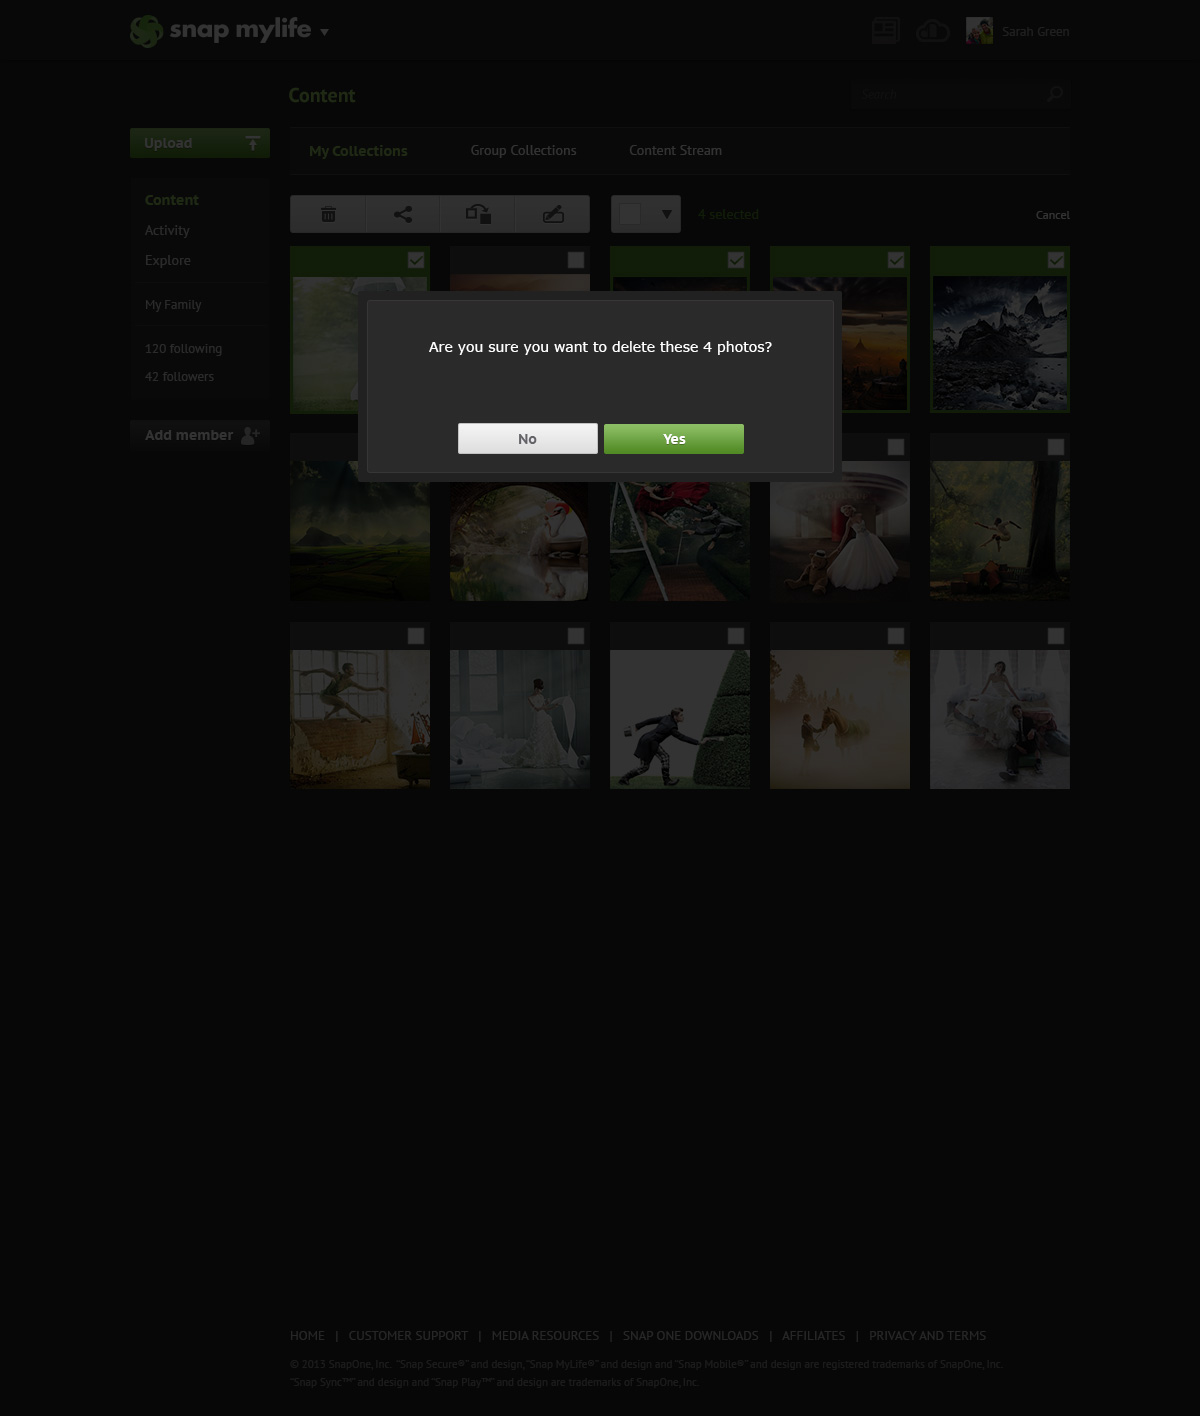 snap mylife
Sarah Green
Content
Search
Upload
My Collections
Group Collections
Content Stream
Content
Activity
Explore
My Family
120 following
42 followers
Add member
4 selected
Cancel
Are you sure you want to delete these 4 photos?
No
Yes
HOME | CUSTOMER SUPPORT | MEDIA RESOURCES | SNAP ONE DOWNLOADS | AFFILIATES | PRIVACY AND TERMS
© 2013 SnapOne, Inc. "Snap Secure®" and design, "Snap MyLife®" and design and "Snap Mobile®" and design are registered trademarks of SnapOne, Inc.
"Snap Sync™" and design and "Snap Play™" and design are trademarks of SnapOne, Inc.